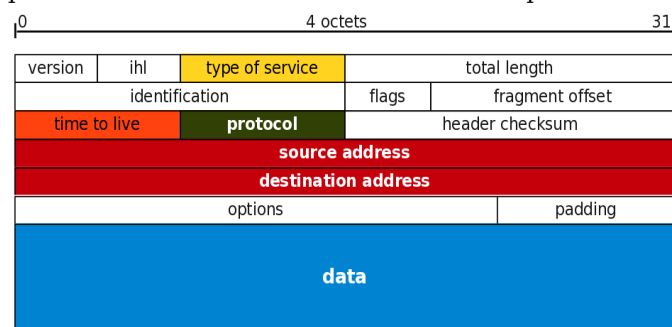 0 4 octets 31
version ihl type of service total length
identification flags fragment offset
time to live protocol header checksum
source address
destination address
options padding
data